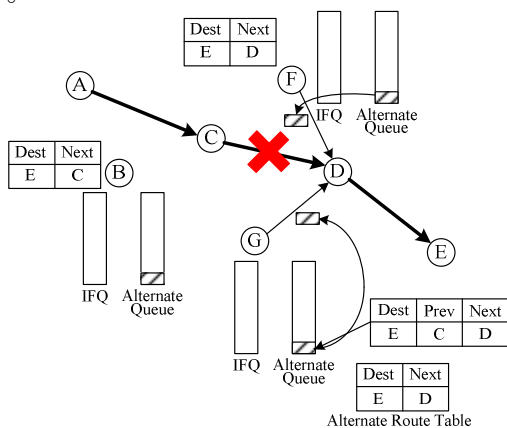 Dest Next
E D
F
A
IFQ Alternate
Queue
C
Dest Next
E C
B
D
G
E
IFQ Alternate
Queue
IFQ Alternate
Queue
Dest Prev Next
E C D
Dest Next
E D
Alternate Route Table